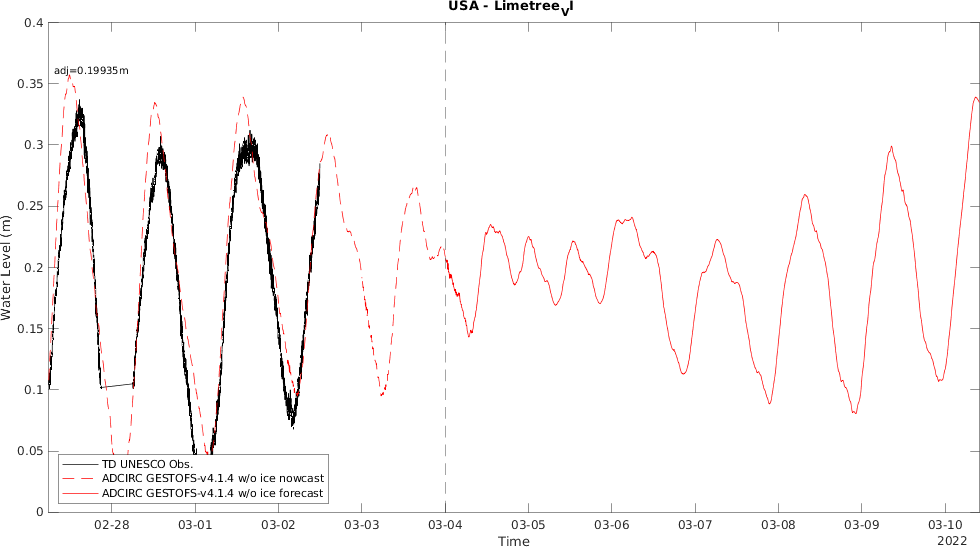 USA - LimetreeVI
adj=0.19935m
0.4
0.35
0.3
0.25
0.2
0.15
0.1
0.05
0
Water Level (m)
TD UNESCO Obs.
ADCIRC GESTOFS-v4.1.4 w/o ice nowcast
ADCIRC GESTOFS-v4.1.4 w/o ice forecast
02-28 03-01 03-02 03-03 03-04 03-05 03-06 03-07 03-08 03-09 03-10
Time
2022